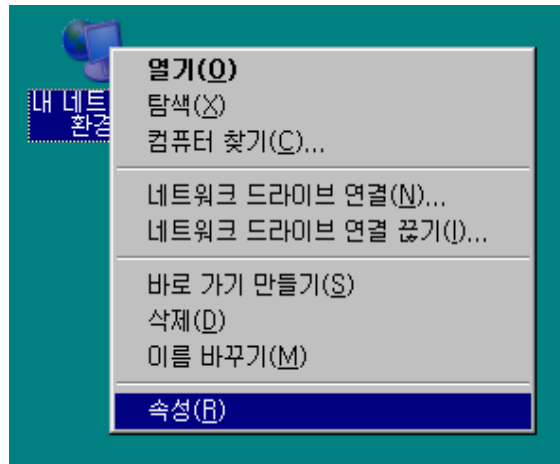 내 네트
환경
열기(O)
탐색(X)
컴퓨터 찾기(C)...
네트워크 드라이브 연결(N)...
네트워크 드라이브 연결 끊기(I)...
바로 가기 만들기(S)
삭제(D)
이름 바꾸기(M)
속성(R)